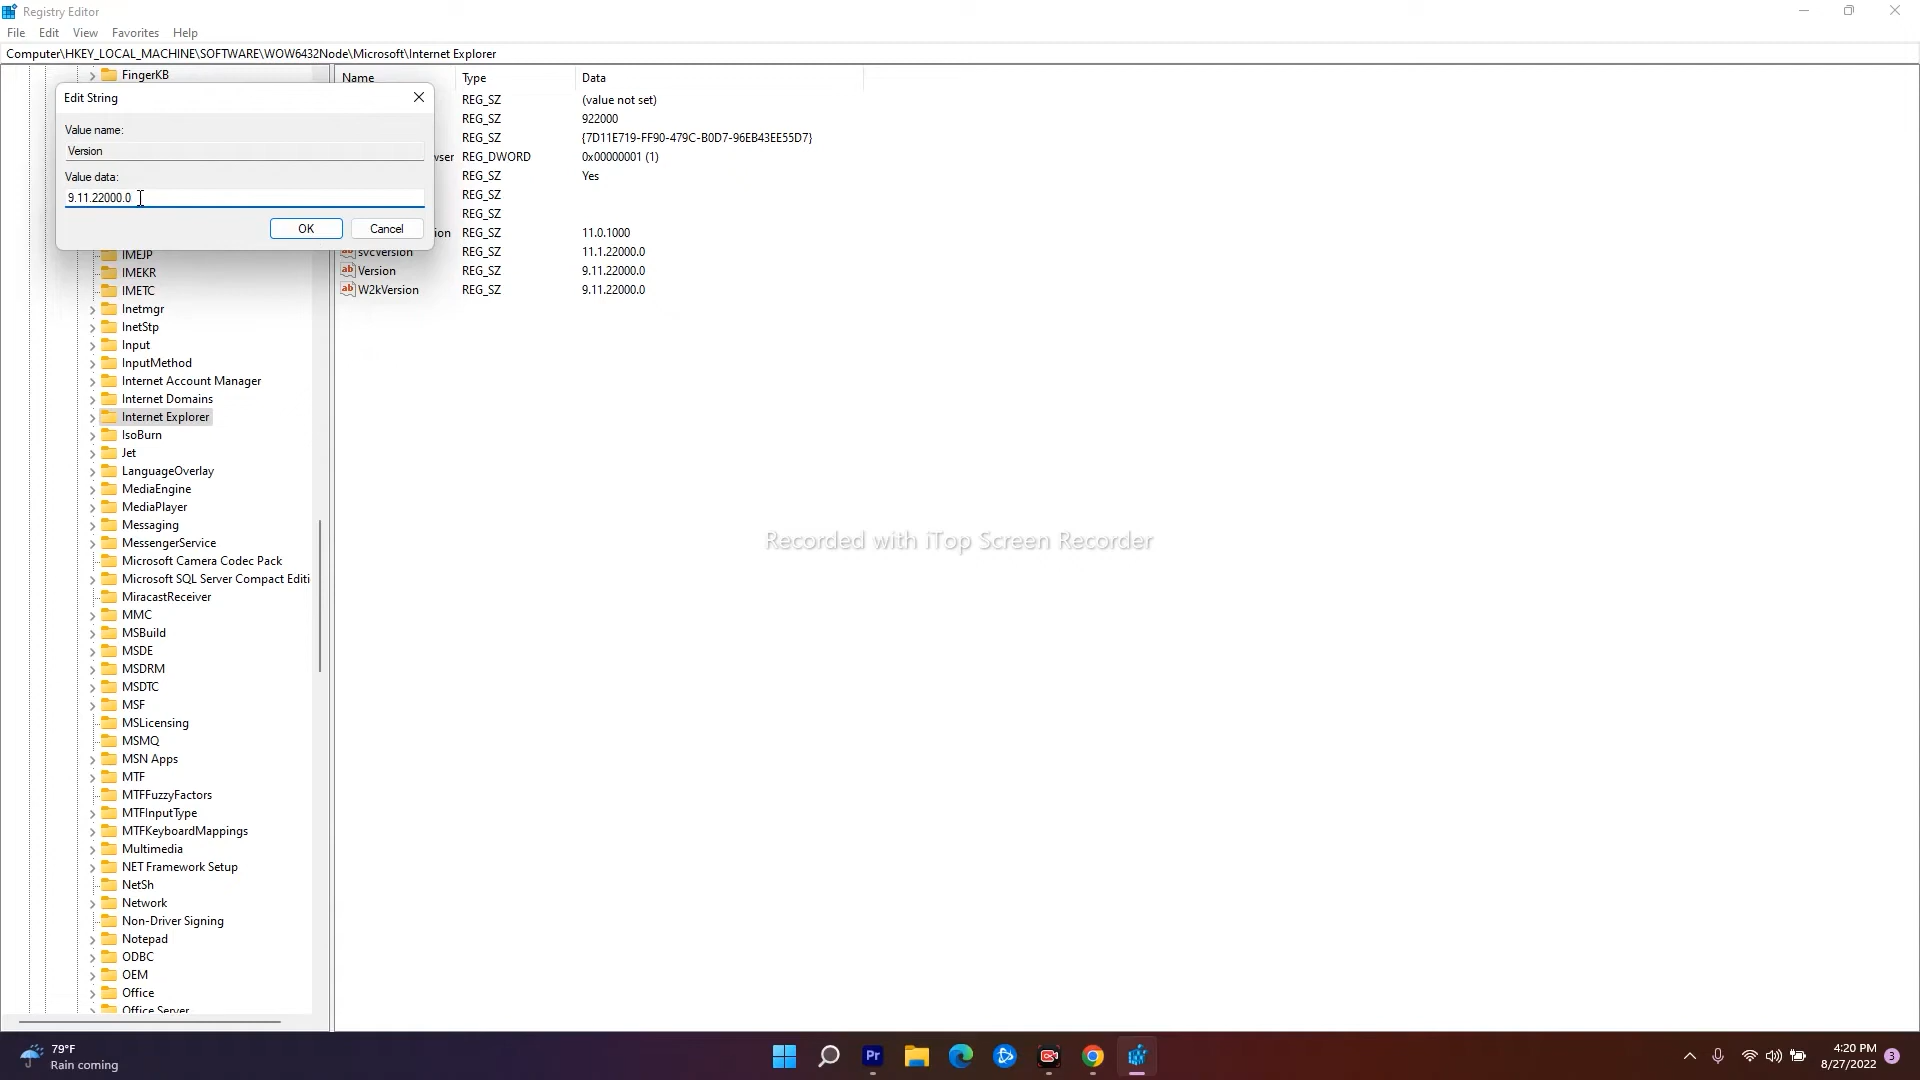 Registry Editor
File Edit View Favorites Help
Computer\HKEY_LOCAL_MACHINE\SOFTWARE\WOW6432Node\Microsoft\Internet Explorer
FingerKB
Edit String
Value name:
Version
Value data:
9.11.22000.0
OK Cancel
IMEJP
IMEKR
IMETC
Inetmgr
InetStp
Input
InputMethod
Internet Account Manager
Internet Domains
Internet Explorer
IsoBurn
Jet
LanguageOverlay
MediaEngine
MediaPlayer
Messaging
MessengerService
Microsoft Camera Codec Pack
Microsoft SQL Server Compact Editi
MiracastReceiver
MMC
MSBuild
MSDE
MSDRM
MSDTC
MSF
MSLicensing
MSMQ
MSN Apps
MTF
MTFFuzzyFactors
MTFInputType
MTFKeyboardMappings
Multimedia
NET Framework Setup
NetSh
Network
Non-Driver Signing
Notepad
ODBC
OEM
Office
Office Server
Name Type Data
REG_SZ (value not set)
REG_SZ 922000
REG_SZ {7D11E719-FF90-479C-B0D7-96EB43EE55D7}
wser REG_DWORD 0x00000001 (1)
REG_SZ Yes
REG_SZ
REG_SZ
ion REG_SZ 11.0.1000
svcVersion REG_SZ 11.1.22000.0
Version REG_SZ 9.11.22000.0
W2kVersion REG_SZ 9.11.22000.0
Recorded with iTop Screen Recorder
79°F
Rain coming
Pr
4:20 PM
8/27/2022
3